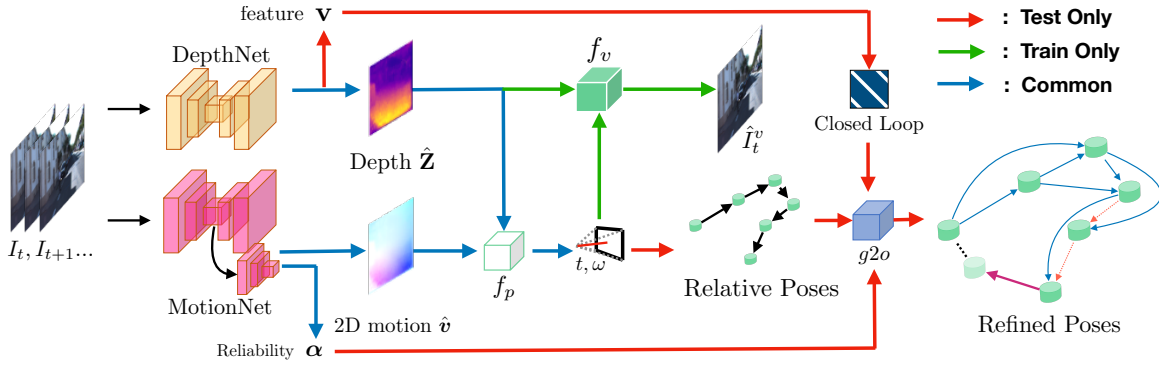 feature v
: Test Only
: Train Only
: Common
DepthNet
f_v
Closed Loop
Î_t^v
Depth Ẑ
I_t, I_{t+1}...
MotionNet
f_p
t, ω
Relative Poses
g2o
Refined Poses
2D motion v̂
Reliability α